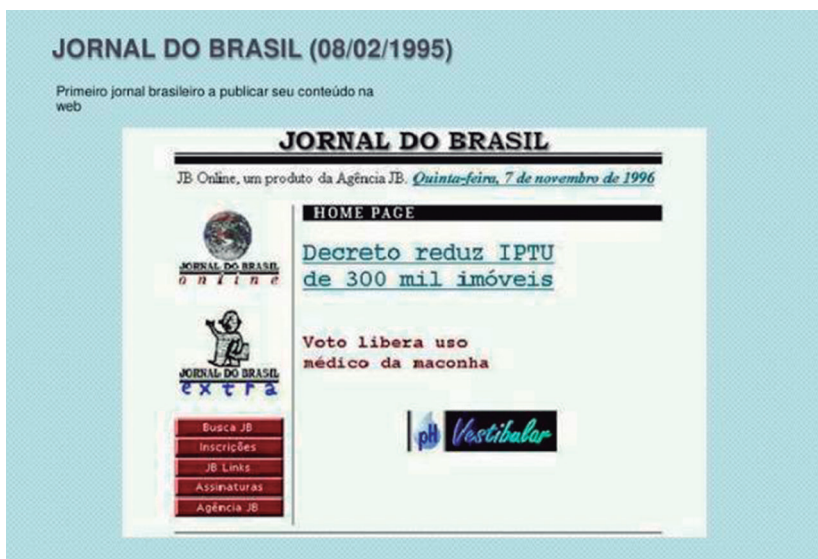 JORNAL DO BRASIL (08/02/1995)
Primeiro jornal brasileiro a publicar seu conteúdo na
web
JORNAL DO BRASIL
JB Online, um produto da Agência JB. Quinta-feira, 7 de novembro de 1996
HOME PAGE
JORNAL DO BRASIL
online
Decreto reduz IPTU
de 300 mil imóveis
JORNAL DO BRASIL
extra
Voto libera uso
médico da maconha
pH Vestibular
Busca JB
Inscrições
JB Links
Assinaturas
Agência JB